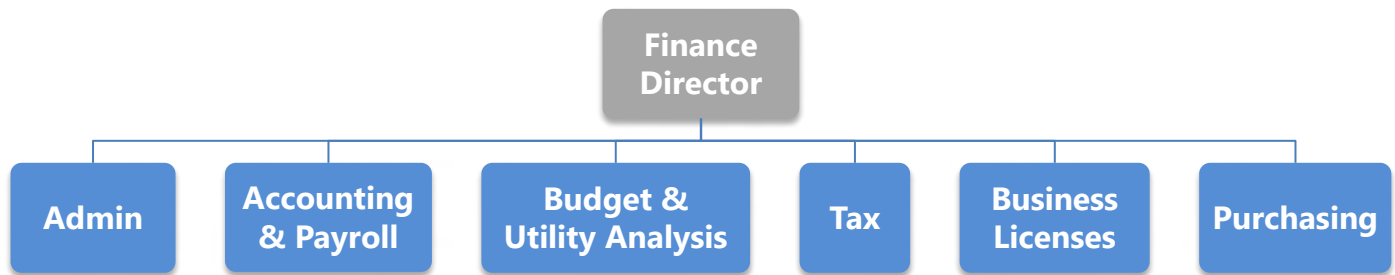 Finance
Director
Admin
Accounting
& Payroll
Budget &
Utility Analysis
Tax
Business
Licenses
Purchasing